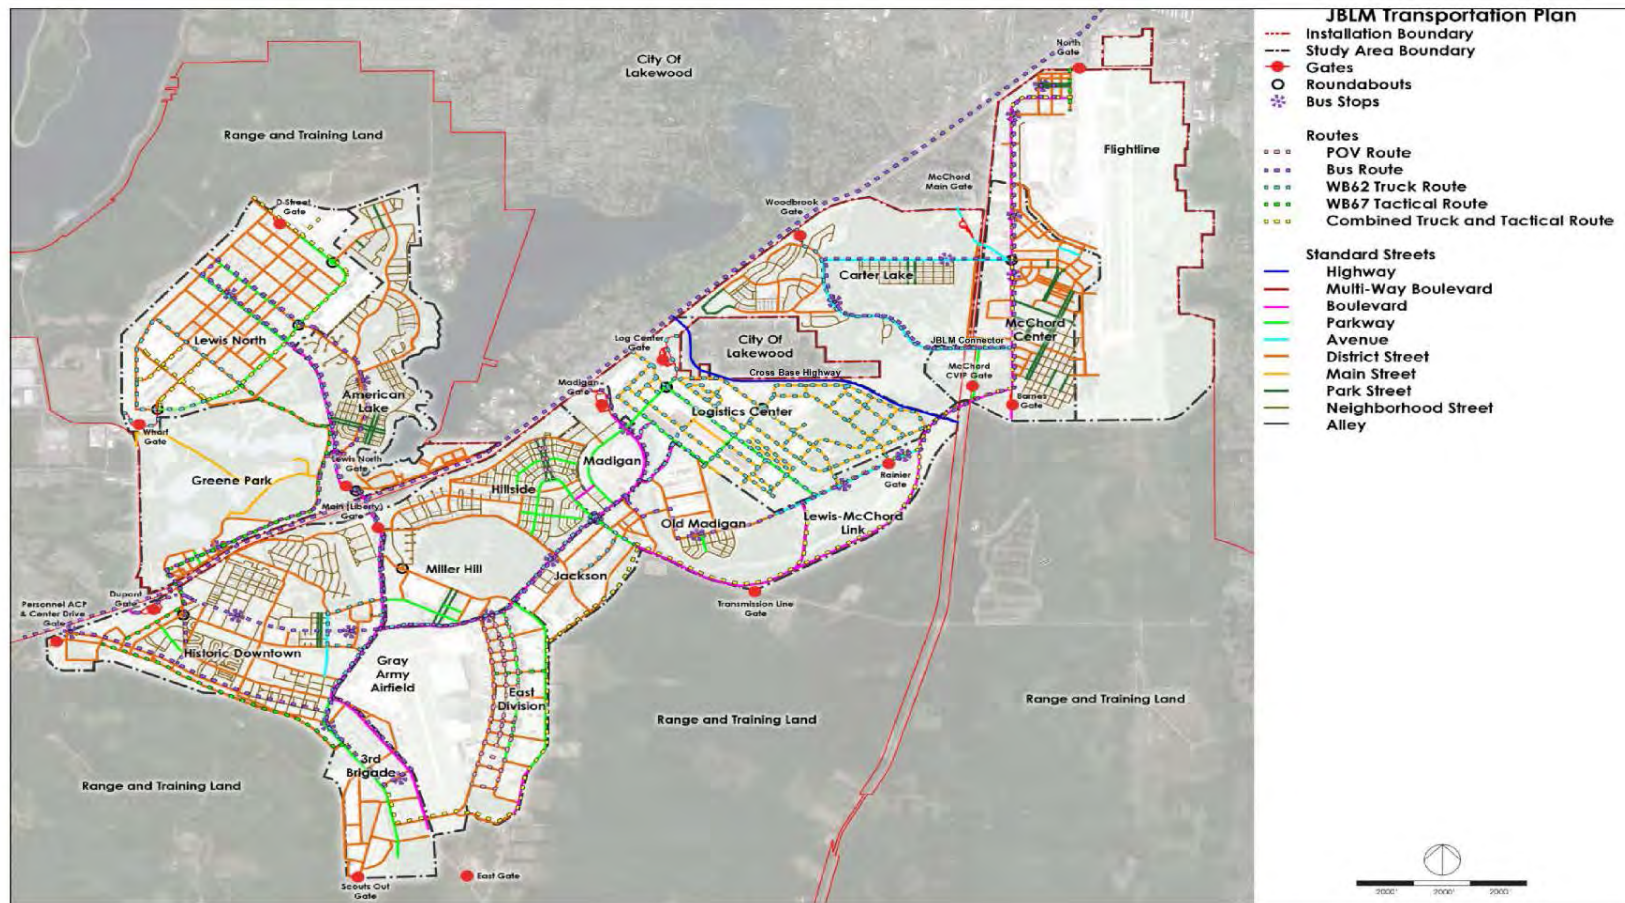 JBLM Transportation Plan
Installation Boundary
Study Area Boundary
Gates
Roundabouts
Bus Stops
Routes
POV Route
Bus Route
WB62 Truck Route
WB67 Tactical Route
Combined Truck and Tactical Route
Standard Streets
Highway
Multi-Way Boulevard
Boulevard
Parkway
Avenue
District Street
Main Street
Park Street
Neighborhood Street
Alley
2000'
2000'
2000'
North
Gate
City Of
Lakewood
Range and Training Land
Flightline
McChord
Main Gate
Woodbrook
Gate
D-Street
Gate
Carter Lake
McChord
Center
Lewis North
Log Center
Gate
City Of
Lakewood
JBLM Connector
Cross Base Highway
McChord
CVIP Gate
Madigan
Gate
American
Lake
Logistics Center
Barnes
Gate
Wharf
Gate
Lewis North
Gate
Madigan
Rainier
Gate
Greene Park
Hillside
Main (Liberty)
Gate
Old Madigan
Lewis-McChord
Link
Miller Hill
Jackson
Transmission Line
Gate
Dupont
Gate
Personnel ACP
& Center Drive
Gate
Historic Downtown
Gray
Army
Airfield
East
Division
Range and Training Land
Range and Training Land
3rd
Brigade
Range and Training Land
Scouts Out
Gate
East Gate